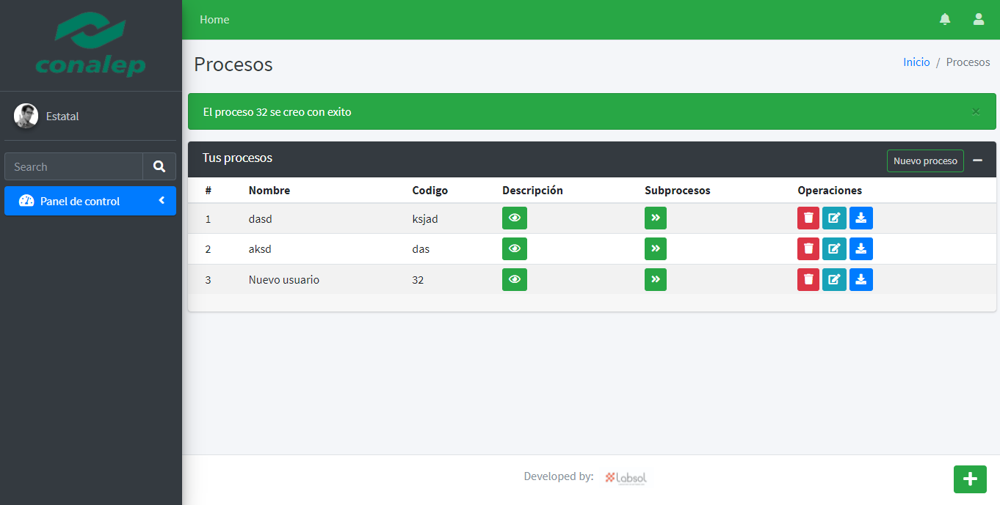 conalep
Home
Procesos
Inicio / Procesos
Estatal
El proceso 32 se creo con exito
×
Search
Tus procesos
Nuevo proceso
Panel de control
# Nombre Codigo Descripción Subprocesos Operaciones
1 dasd ksjad
2 aksd das
3 Nuevo usuario 32
Developed by: Labsol